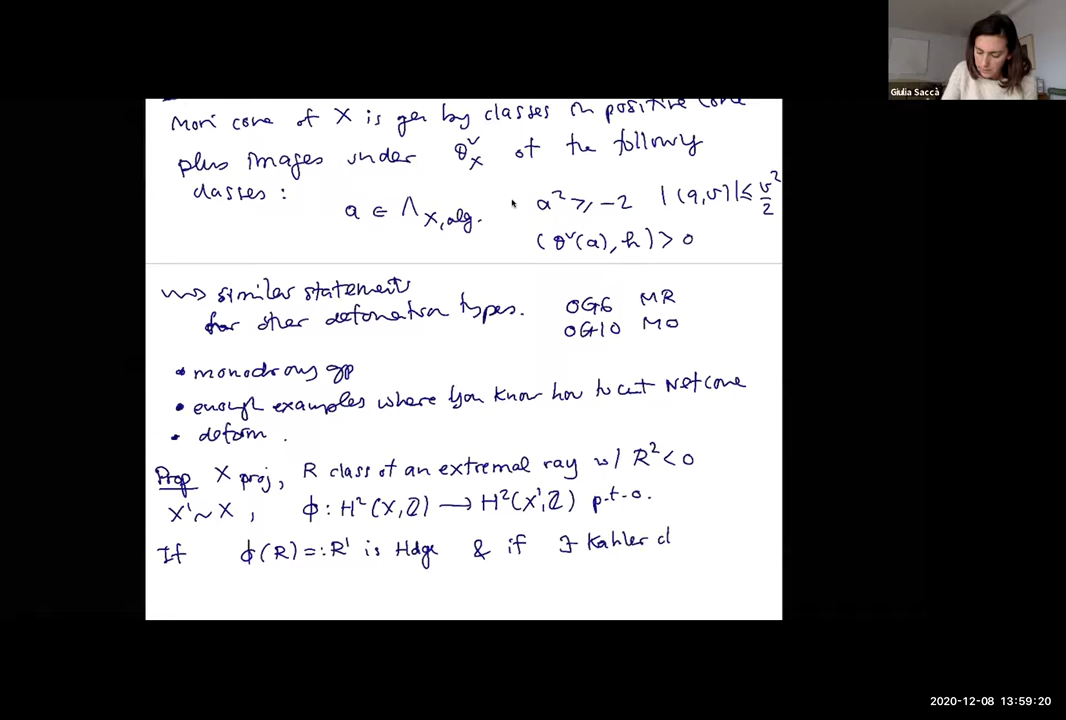 Giulia Saccà
Mori cone of X is gen by classes in positive cone
plus images under θ^∨_X of the following
classes :
a ∈ Λ_{X,alg}. • a² ≥ -2 |(a,v)| ≤ v²/2
(θ^∨(a), h) > 0
⇝ similar statements
for other deformation types. OG6 MR
OG10 MO
• monodromy gp
• enough examples where you know how to cut Nef cone
• deform .
Prop X proj, R class of an extremal ray w/ R² < 0
X' ~ X , ϕ : H²(X,Z) → H²(X',Z) p.t.o.
If ϕ(R) =: R' is Hdge & if ∃ Kahler cl
2020-12-08 13:59:20